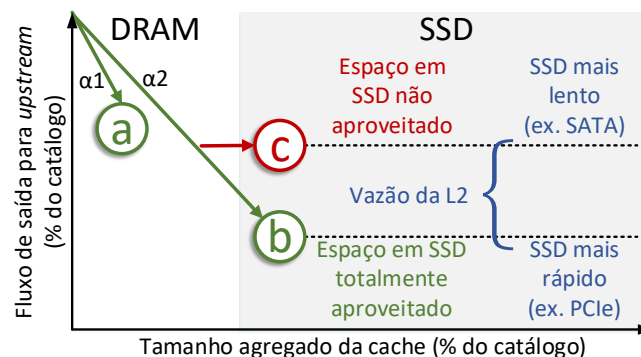 DRAM
SSD
α1
α2
a
Espaço em
SSD não
aproveitado
SSD mais
lento
(ex. SATA)
c
Vazão da L2
b
Espaço em SSD
totalmente
aproveitado
SSD mais
rápido
(ex. PCIe)
Fluxo de saída para upstream
(% do catálogo)
Tamanho agregado da cache (% do catálogo)